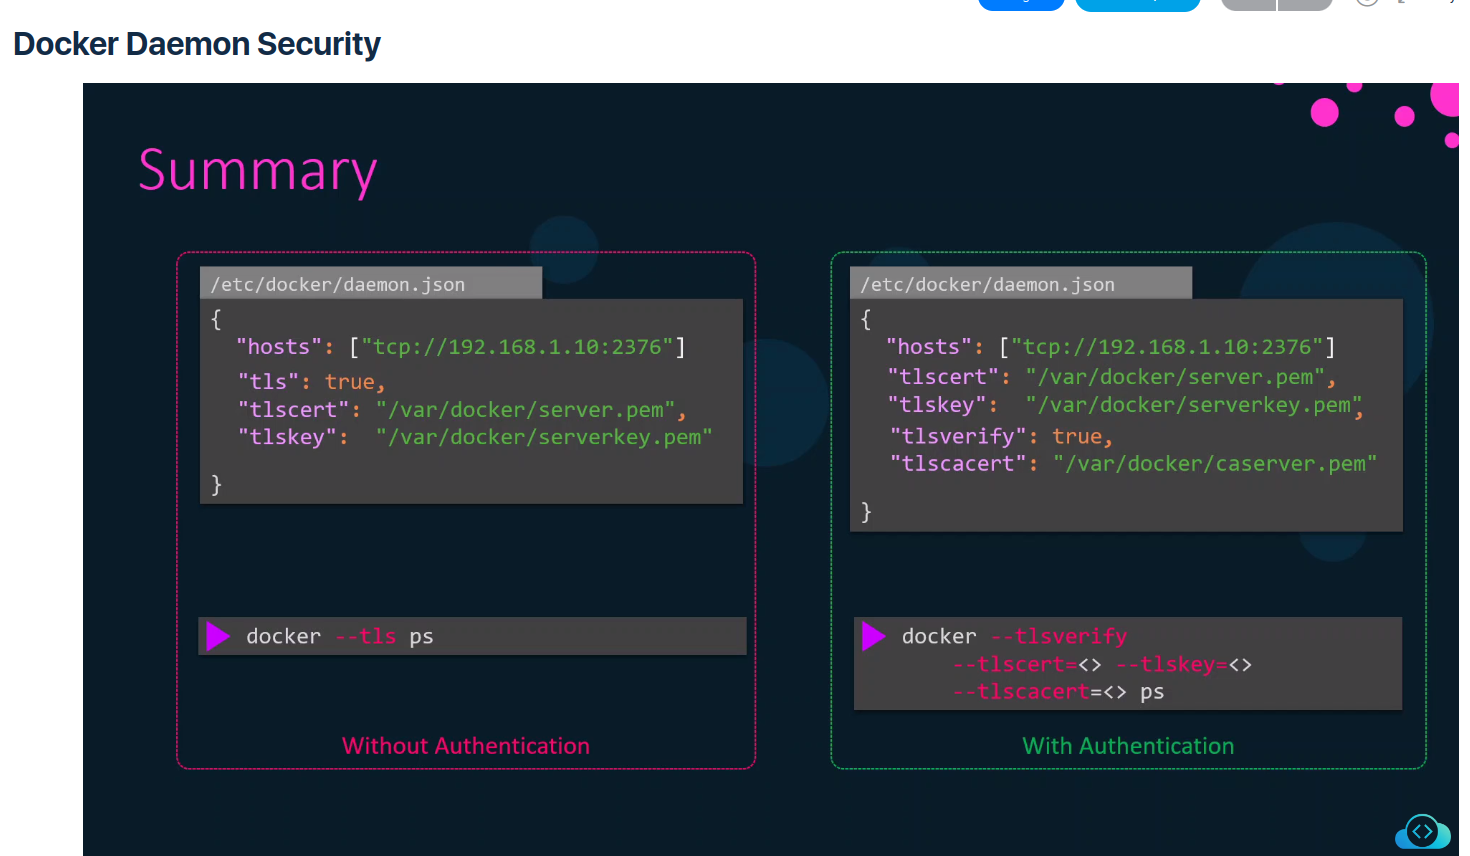 Docker Daemon Security
Summary
/etc/docker/daemon.json
{
"hosts": ["tcp://192.168.1.10:2376"]
"tls": true,
"tlscert": "/var/docker/server.pem",
"tlskey": "/var/docker/serverkey.pem"
}
docker --tls ps
Without Authentication
/etc/docker/daemon.json
{
"hosts": ["tcp://192.168.1.10:2376"]
"tlscert": "/var/docker/server.pem",
"tlskey": "/var/docker/serverkey.pem",
"tlsverify": true,
"tlscacert": "/var/docker/caserver.pem"
}
docker --tlsverify
--tlscert=<> --tlskey=<>
--tlscacert=<> ps
With Authentication